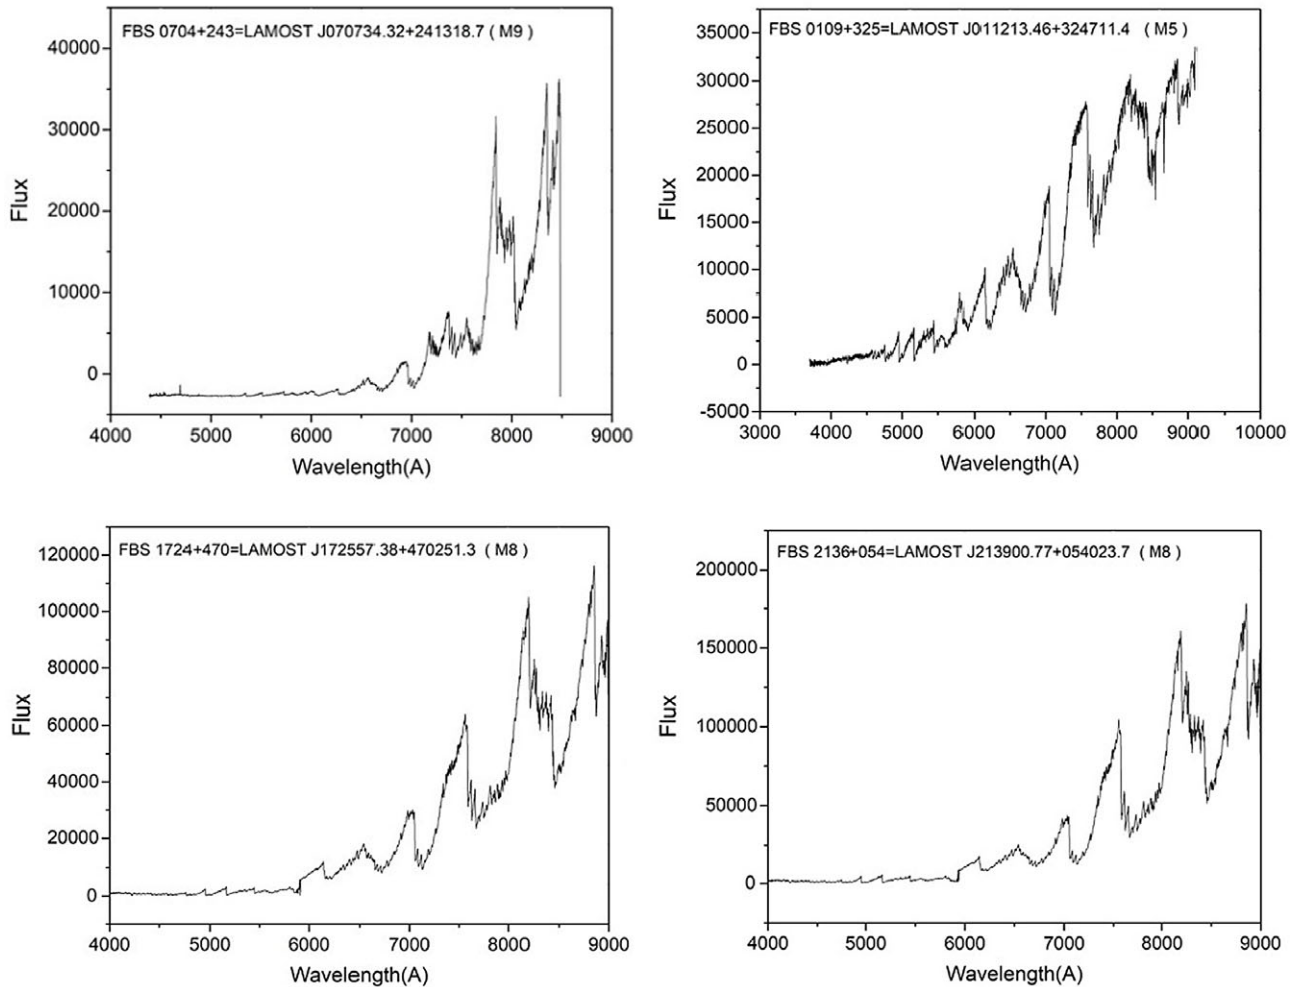 FBS 0704+243=LAMOST J070734.32+241318.7 ( M9 )
40000
30000
20000
10000
0
Flux
4000 5000 6000 7000 8000 9000
Wavelength(A)
FBS 0109+325=LAMOST J011213.46+324711.4 ( M5 )
35000
30000
25000
20000
15000
10000
5000
0
-5000
Flux
3000 4000 5000 6000 7000 8000 9000 10000
Wavelength(A)
FBS 1724+470=LAMOST J172557.38+470251.3 ( M8 )
120000
100000
80000
60000
40000
20000
0
Flux
4000 5000 6000 7000 8000 9000
Wavelength(A)
FBS 2136+054=LAMOST J213900.77+054023.7 ( M8 )
200000
150000
100000
50000
0
Flux
4000 5000 6000 7000 8000 9000
Wavelength(A)